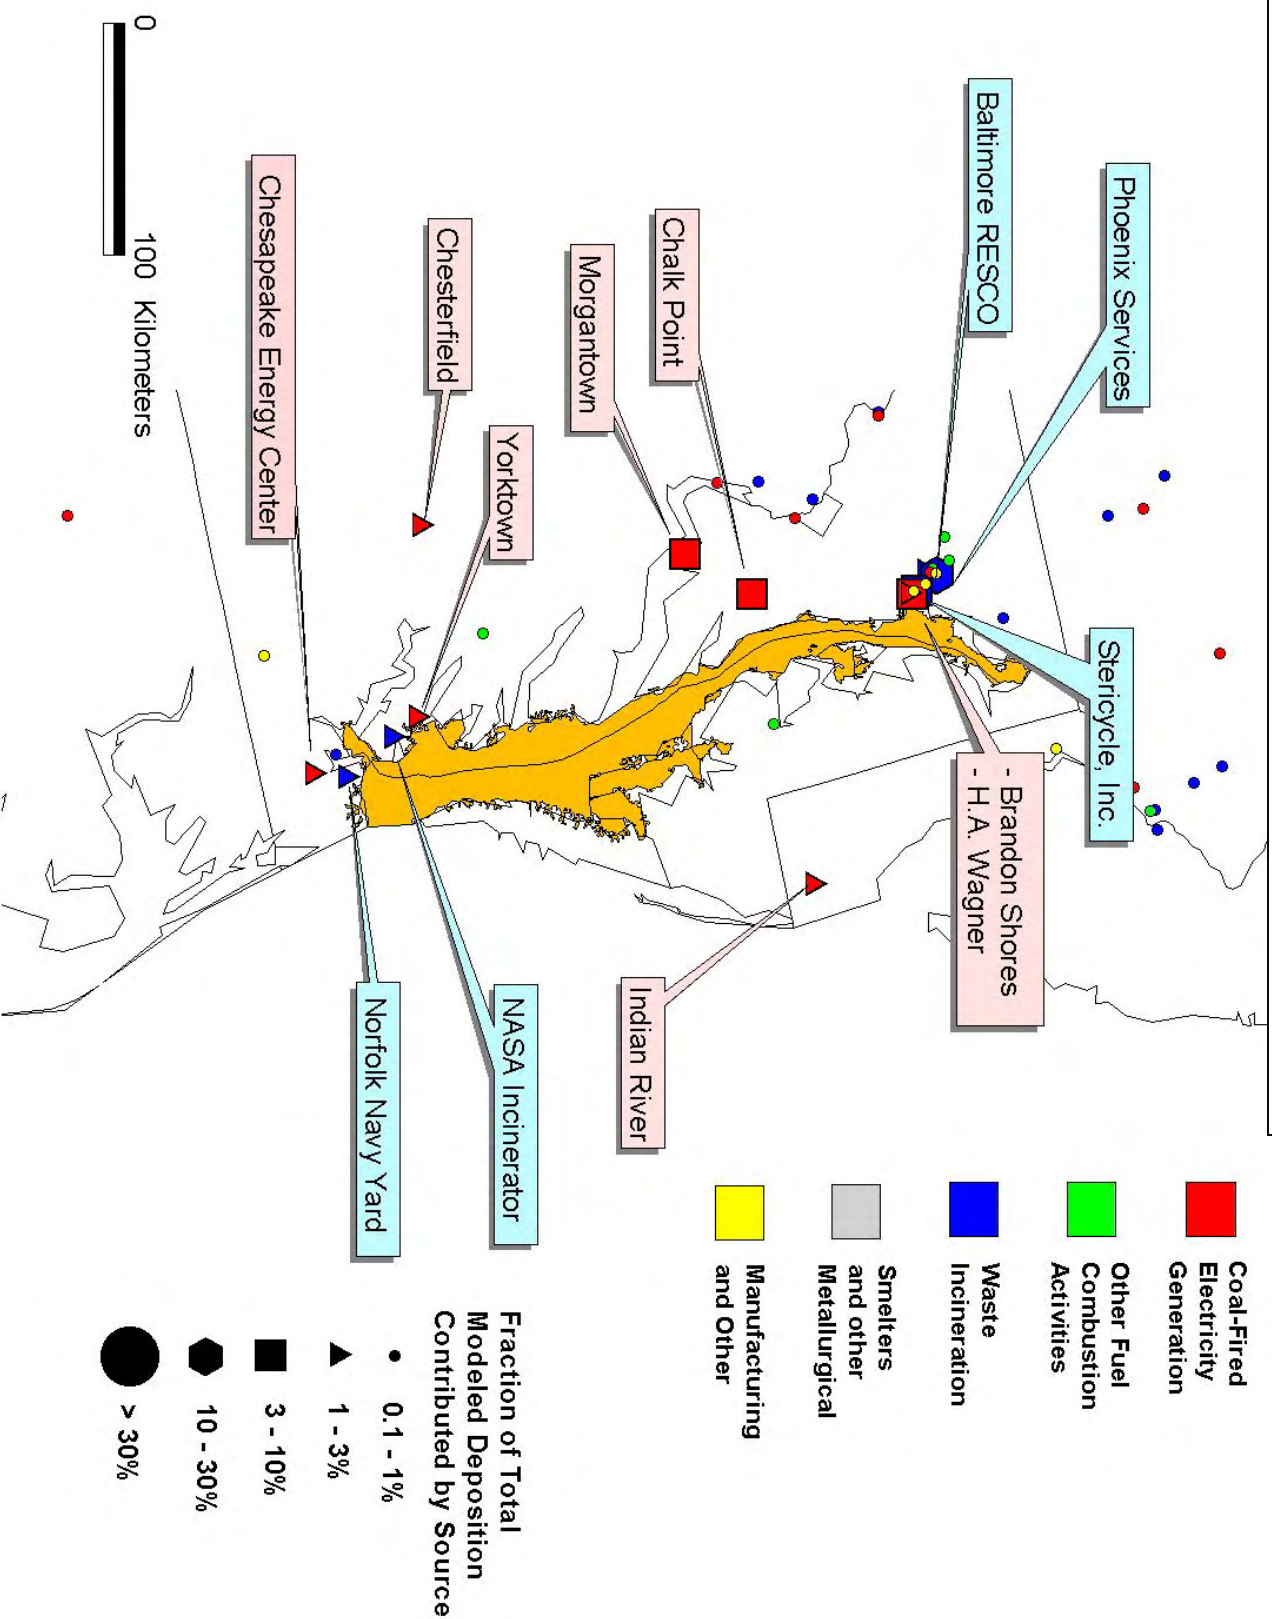 Phoenix Services
Baltimore RESCO
Stericycle, Inc.
- Brandon Shores
- H.A. Wagner
Chalk Point
Morgantown
Indian River
Yorktown
Chesterfield
NASA Incinerator
Norfolk Navy Yard
Chesapeake Energy Center
0
100 Kilometers
Coal-Fired
Electricity
Generation
Other Fuel
Combustion
Activities
Waste
Incineration
Smelters
and other
Metallurgical
Manufacturing
and Other
Fraction of Total
Modeled Deposition
Contributed by Source
0.1 - 1%
1 - 3%
3 - 10%
10 - 30%
> 30%